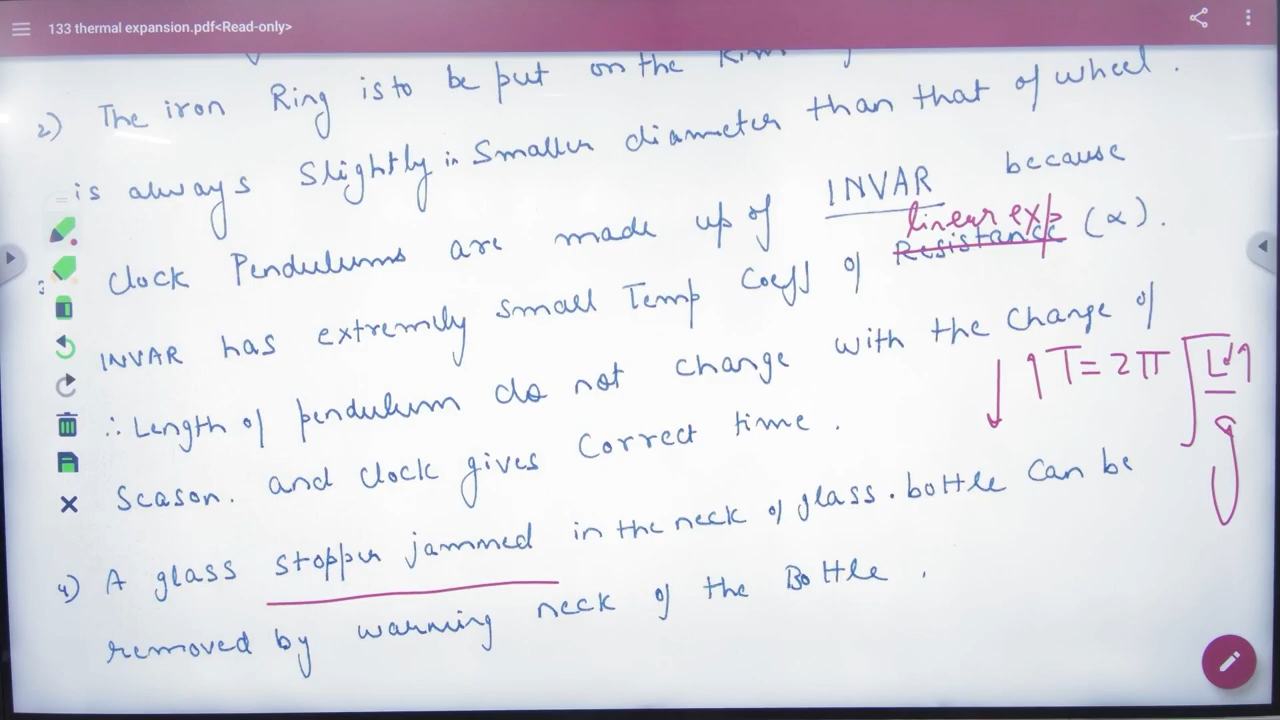 133 thermal expansion.pdf<Read-only>
2) The iron Ring is to be put on the Rim
is always Slightly in Smaller diameter than that of wheel.
Clock Pendulums are made up of INVAR because
linear exp
INVAR has extremily small Temp Coeff of Resistance (α).
∴ Length of pendulum do not change with the change of
Season. and clock gives Correct time.
↓ ↑ T = 2π √L↓↑/g
4) A glass stopper jammed in the neck of glass. bottle Can be
removed by warming neck of the Bottle.